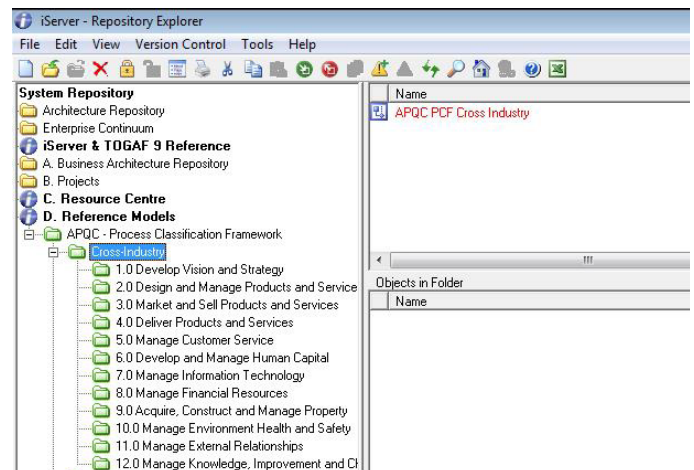 iServer - Repository Explorer
File Edit View Version Control Tools Help
System Repository
Architecture Repository
Enterprise Continuum
iServer & TOGAF 9 Reference
A. Business Architecture Repository
B. Projects
C. Resource Centre
D. Reference Models
APQC - Process Classification Framework
Cross-Industry
1.0 Develop Vision and Strategy
2.0 Design and Manage Products and Service
3.0 Market and Sell Products and Services
4.0 Deliver Products and Services
5.0 Manage Customer Service
6.0 Develop and Manage Human Capital
7.0 Manage Information Technology
8.0 Manage Financial Resources
9.0 Acquire, Construct and Manage Property
10.0 Manage Environment Health and Safety
11.0 Manage External Relationships
12.0 Manage Knowledge, Improvement and
Name
APQC PCF Cross Industry
Objects in Folder
Name